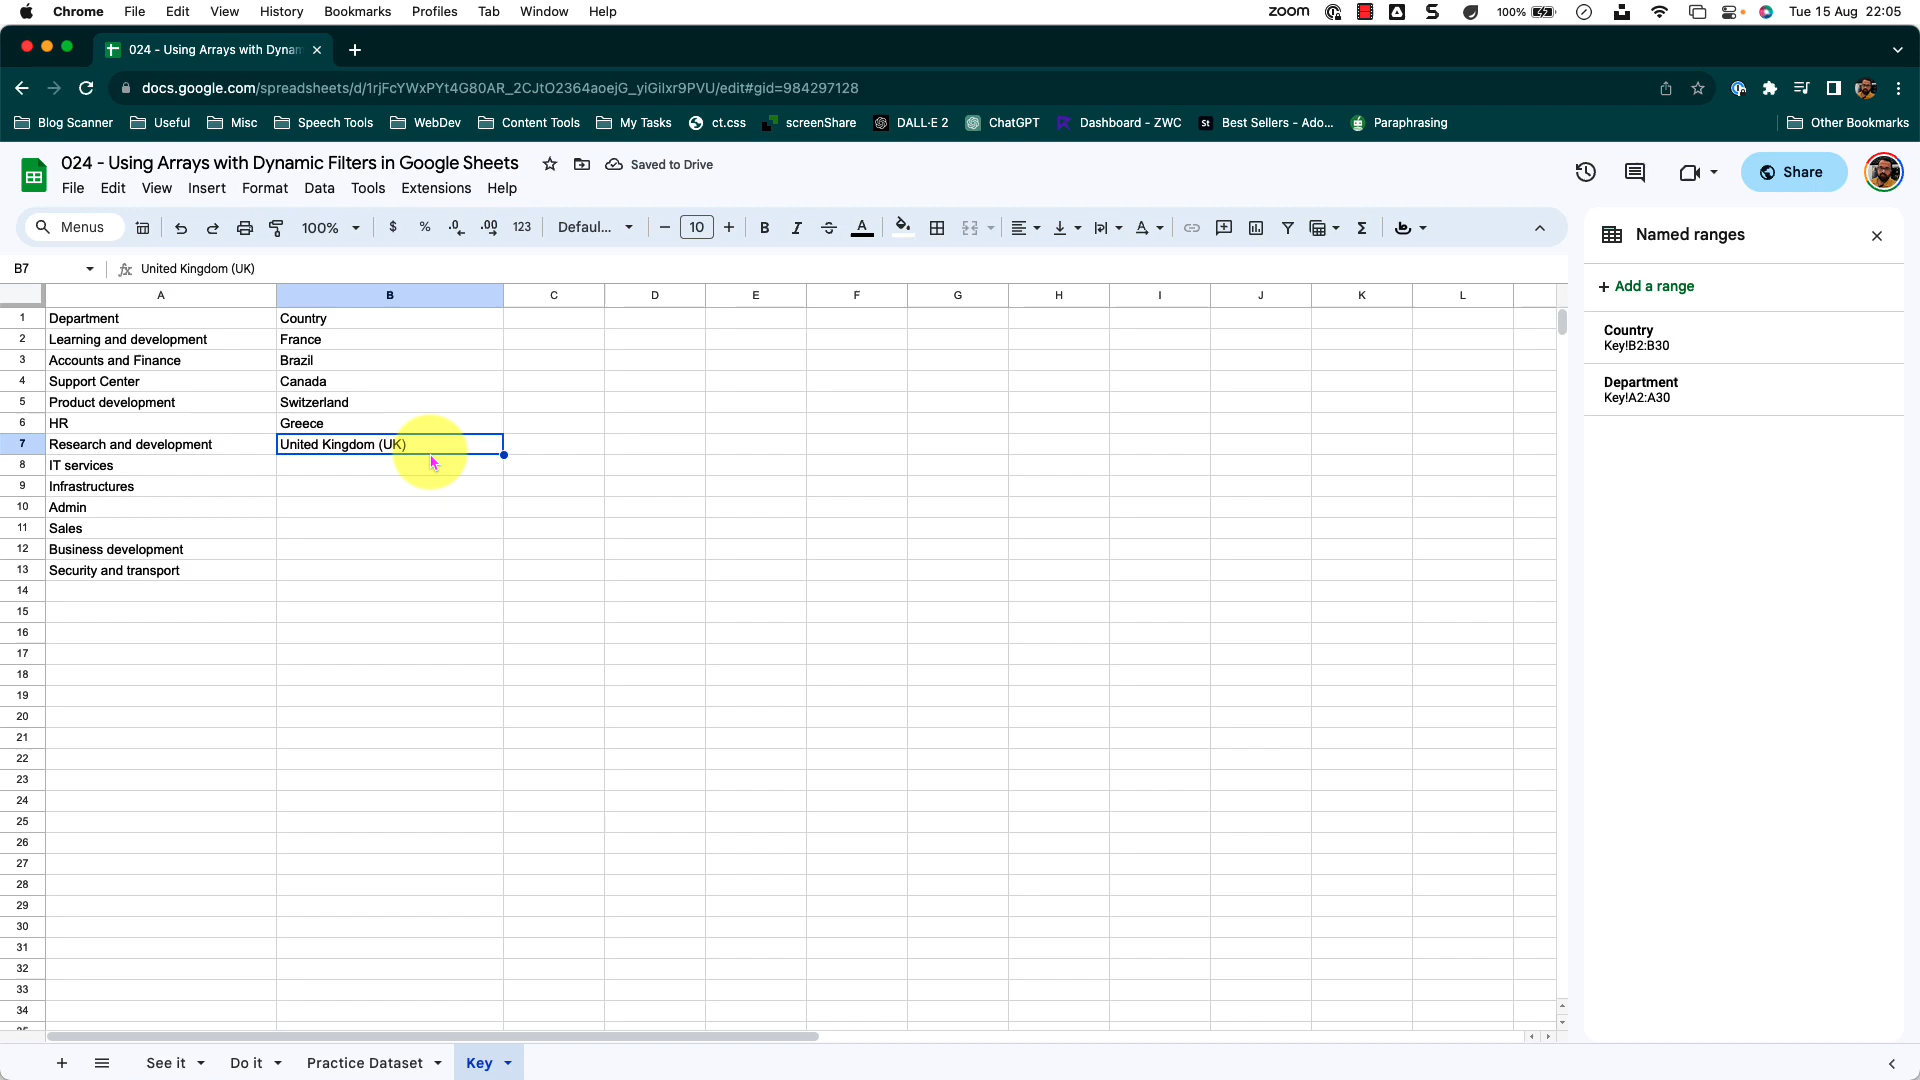 Chrome File Edit View History Bookmarks Profiles Tab Window Help zoom 100% Tue 15 Aug 22:05
024 - Using Arrays with Dynam
docs.google.com/spreadsheets/d/1rjFcYWxPYt4G80AR_2CJtO2364aoejG_yiGilxr9PVU/edit#gid=984297128
Blog Scanner Useful Misc Speech Tools WebDev Content Tools My Tasks ct.css screenShare DALL·E 2 ChatGPT Dashboard - ZWC St Best Sellers - Ado... Paraphrasing Other Bookmarks
024 - Using Arrays with Dynamic Filters in Google Sheets Saved to Drive
File Edit View Insert Format Data Tools Extensions Help
Share
Menus 100% $ % .0 .00 123 Defaul... 10 B I S A
Named ranges
B7 fx United Kingdom (UK)
+ Add a range
A B C D E F G H I J K L
1 Department Country
2 Learning and development France
3 Accounts and Finance Brazil
4 Support Center Canada
5 Product development Switzerland
6 HR Greece
7 Research and development United Kingdom (UK)
8 IT services
9 Infrastructures
10 Admin
11 Sales
12 Business development
13 Security and transport
14
15
16
17
18
19
20
21
22
23
24
25
26
27
28
29
30
31
32
33
34
Country
Key!B2:B30
Department
Key!A2:A30
See it Do it Practice Dataset Key